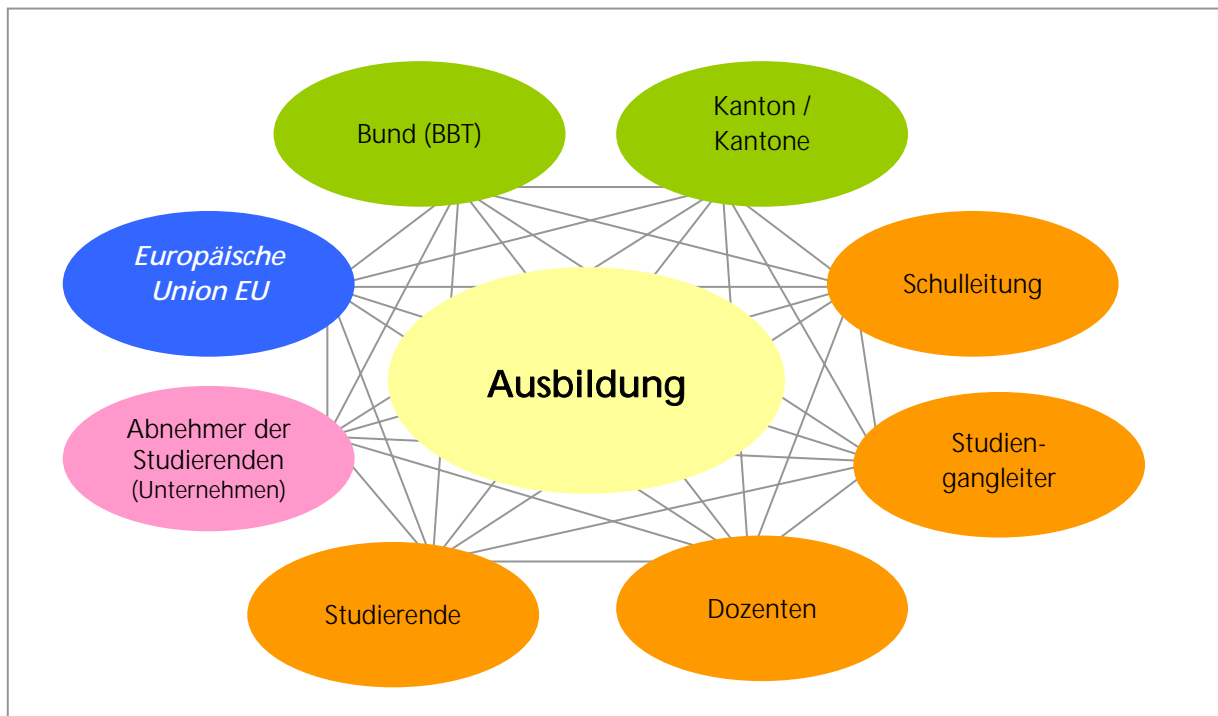 Bund (BBT)
Kanton /
Kantone
Europäische
Union EU
Schulleitung
Ausbildung
Abnehmer der
Studierenden
(Unternehmen)
Studien-
gangleiter
Studierende
Dozenten